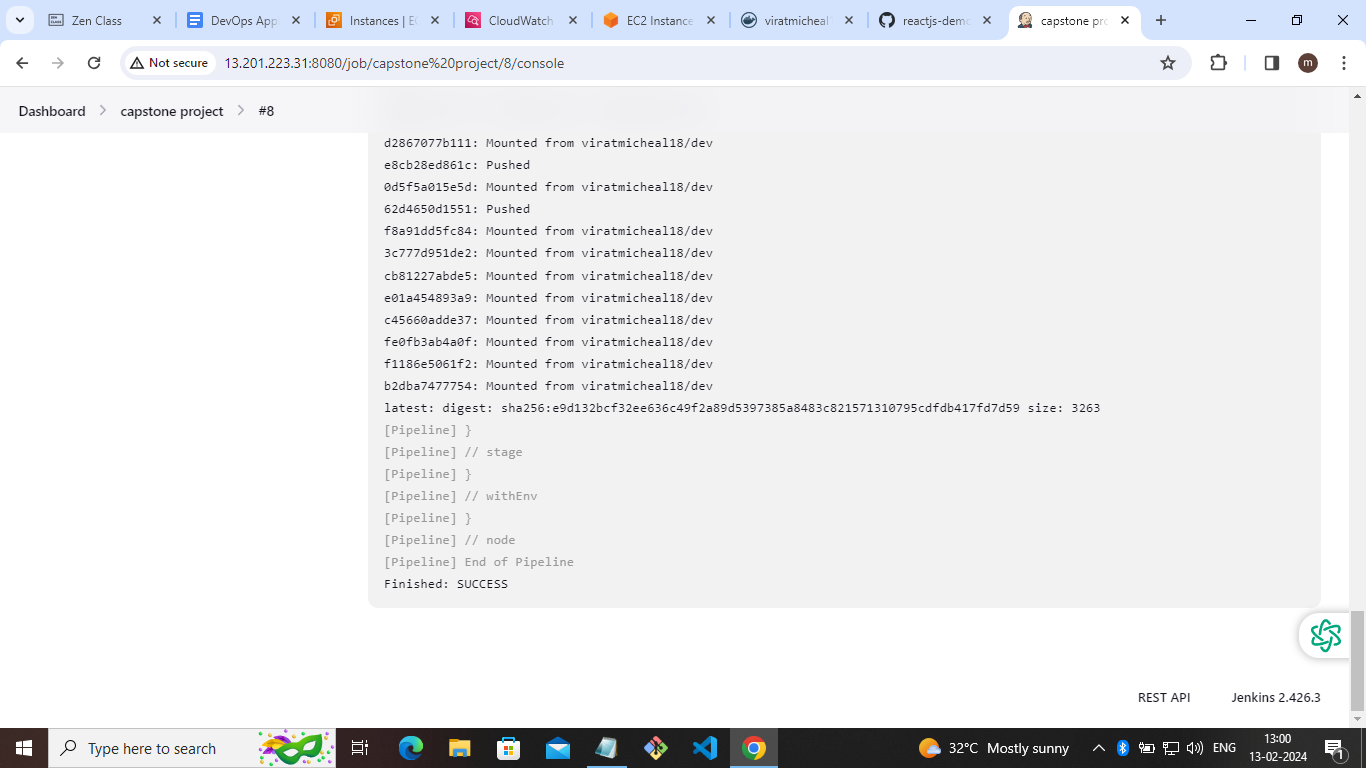 Zen Class
DevOps App
Instances | EC
CloudWatch
EC2 Instance
viratmicheal
reactjs-demo
capstone pro
Not secure
13.201.223.31:8080/job/capstone%20project/8/console
m
Dashboard
capstone project
#8
d2867077b111: Mounted from viratmicheal18/dev
e8cb28ed861c: Pushed
0d5f5a015e5d: Mounted from viratmicheal18/dev
62d4650d1551: Pushed
f8a91dd5fc84: Mounted from viratmicheal18/dev
3c777d951de2: Mounted from viratmicheal18/dev
cb81227abde5: Mounted from viratmicheal18/dev
e01a454893a9: Mounted from viratmicheal18/dev
c45660adde37: Mounted from viratmicheal18/dev
fe0fb3ab4a0f: Mounted from viratmicheal18/dev
f1186e5061f2: Mounted from viratmicheal18/dev
b2dba7477754: Mounted from viratmicheal18/dev
latest: digest: sha256:e9d132bcf32ee636c49f2a89d5397385a8483c821571310795cdfdb417fd7d59 size: 3263
[Pipeline] }
[Pipeline] // stage
[Pipeline] }
[Pipeline] // withEnv
[Pipeline] }
[Pipeline] // node
[Pipeline] End of Pipeline
Finished: SUCCESS
REST API
Jenkins 2.426.3
Type here to search
32°C Mostly sunny
ENG
13:00
13-02-2024
1